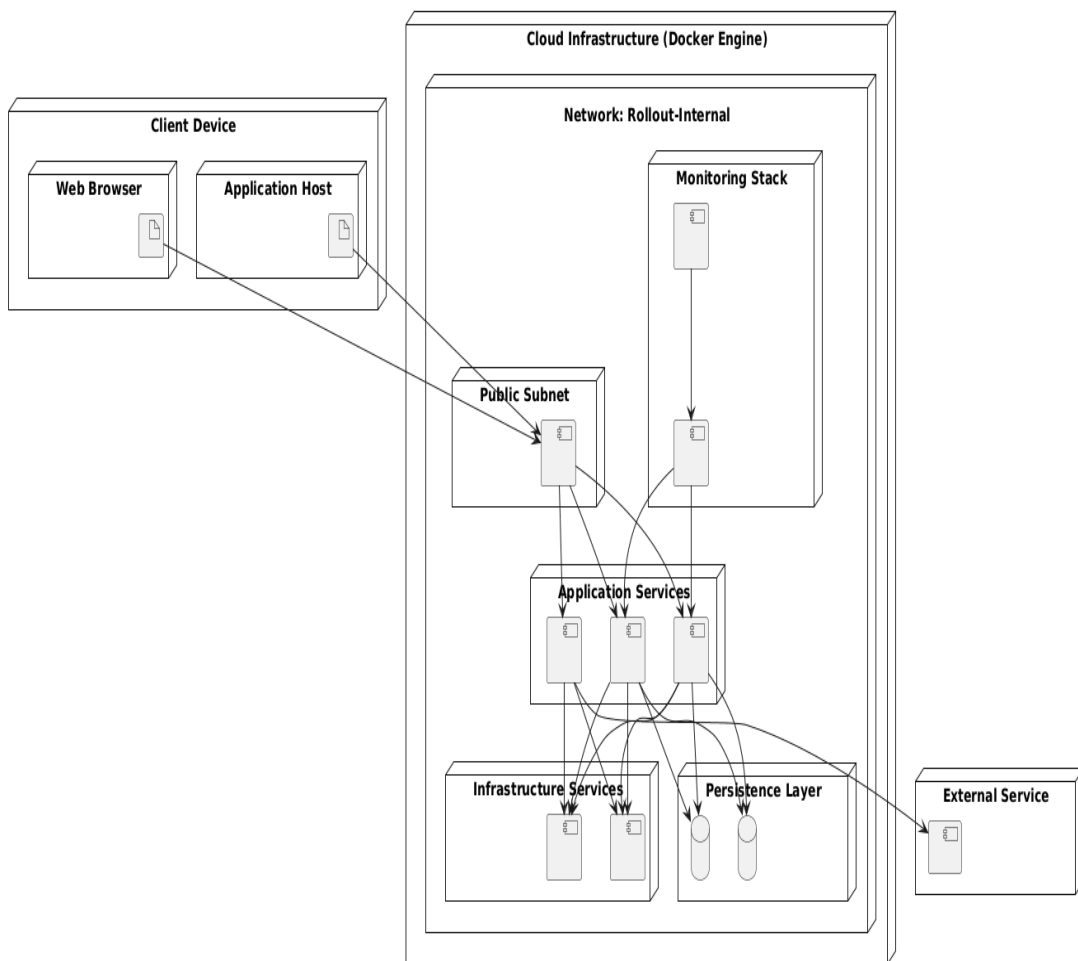 Cloud Infrastructure (Docker Engine)
Network: Rollout-Internal
Client Device
Web Browser
Application Host
Monitoring Stack
Public Subnet
Application Services
Infrastructure Services
Persistence Layer
External Service